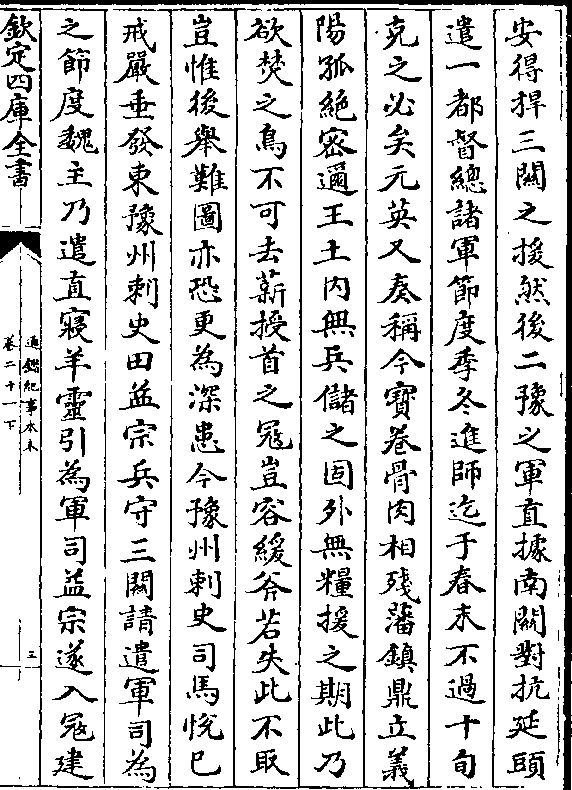 安得捍三關之援然後二豫之軍直據南關對抗延頭
遣一都督總諸軍節度季冬進師迄于春末不過十旬
克之必矣元英又奏稱今寳卷骨肉相殘藩鎮鼎立義
陽孤絶密邇王土内無兵儲之固外無糧援之期此乃
欲焚之鳥不可去薪授首之冦豈容緩斧若失此不取
豈惟後舉難圖亦恐更為深患今豫州刺史司馬恱已
戒嚴垂發東豫州刺史田益宗兵守三關請遣軍司為
之節度魏主乃遣直寢羊靈引為軍司益宗遂入冦建
欽定四庫全書
通鑑紀事本末
卷二十一下
三